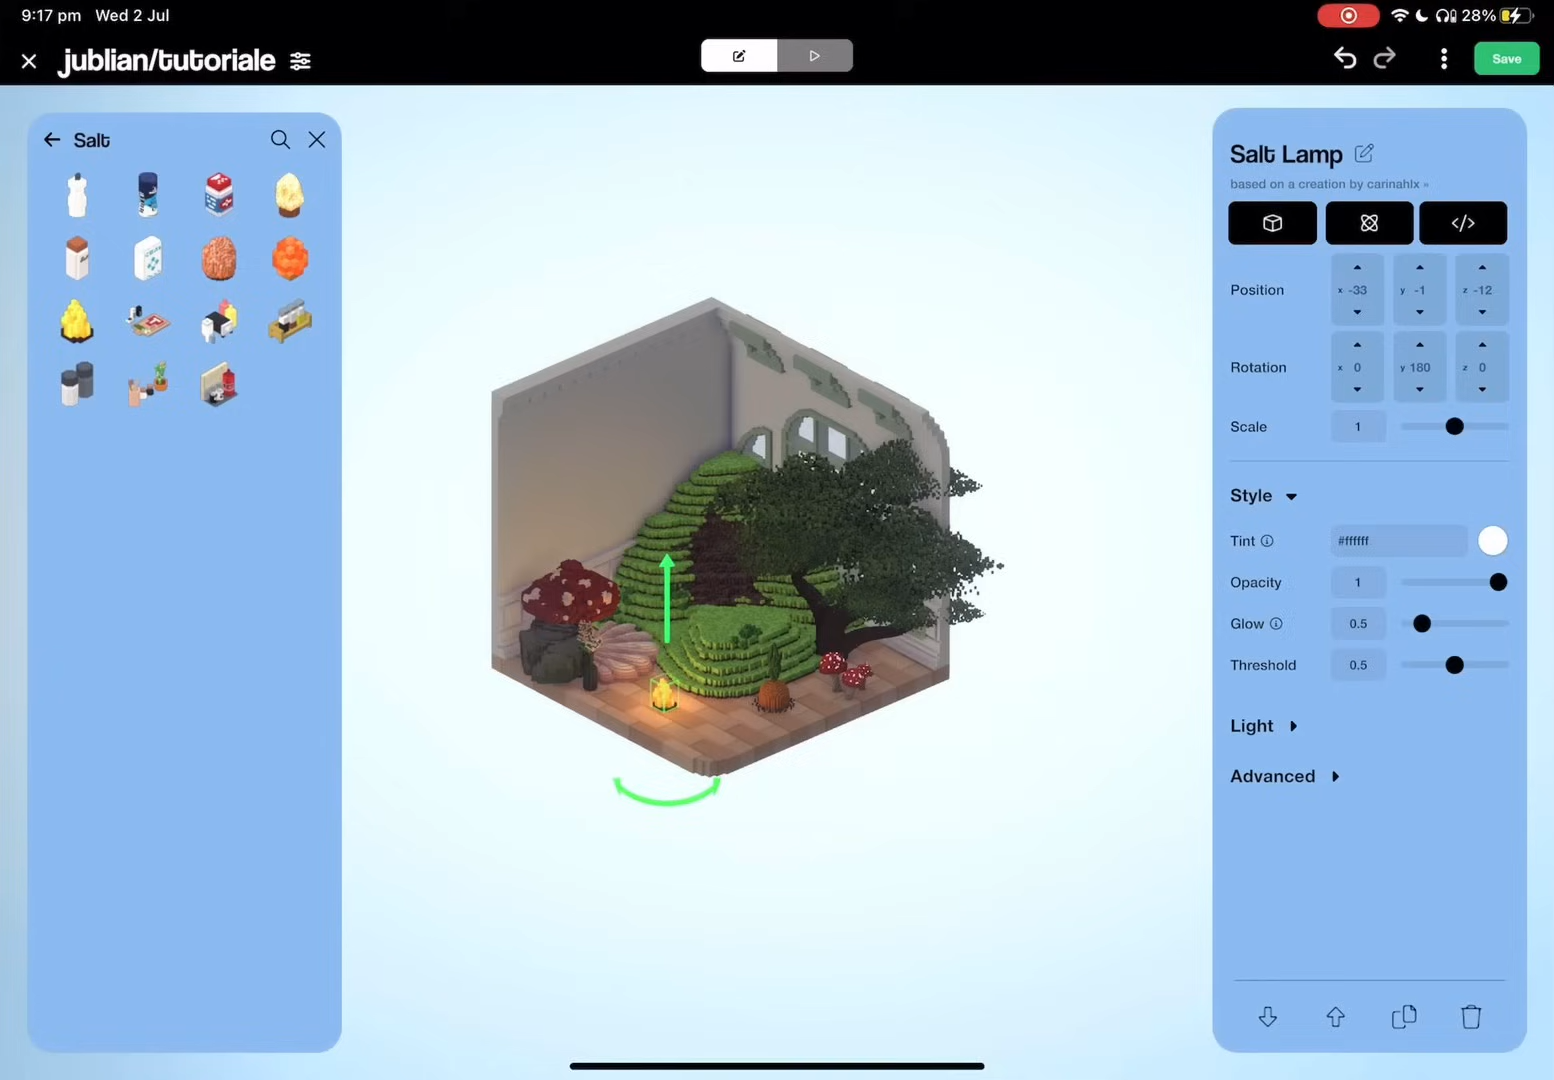 9:17 pm Wed 2 Jul
28%
jublian/tutoriale
Save
Salt
Salt Lamp
based on a creation by carinahlx »
</>
Position
x -33
y -1
z -12
Rotation
x 0
y 180
z 0
Scale
1
Style
Tint
#ffffff
Opacity
1
Glow
0.5
Threshold
0.5
Light
Advanced